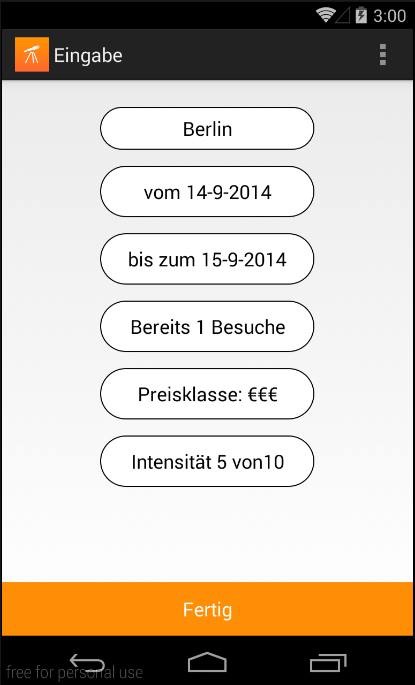 3:00
Eingabe
Berlin
vom 14-9-2014
bis zum 15-9-2014
Bereits 1 Besuche
Preisklasse: €€€
Intensität 5 von10
Fertig
free for personal use